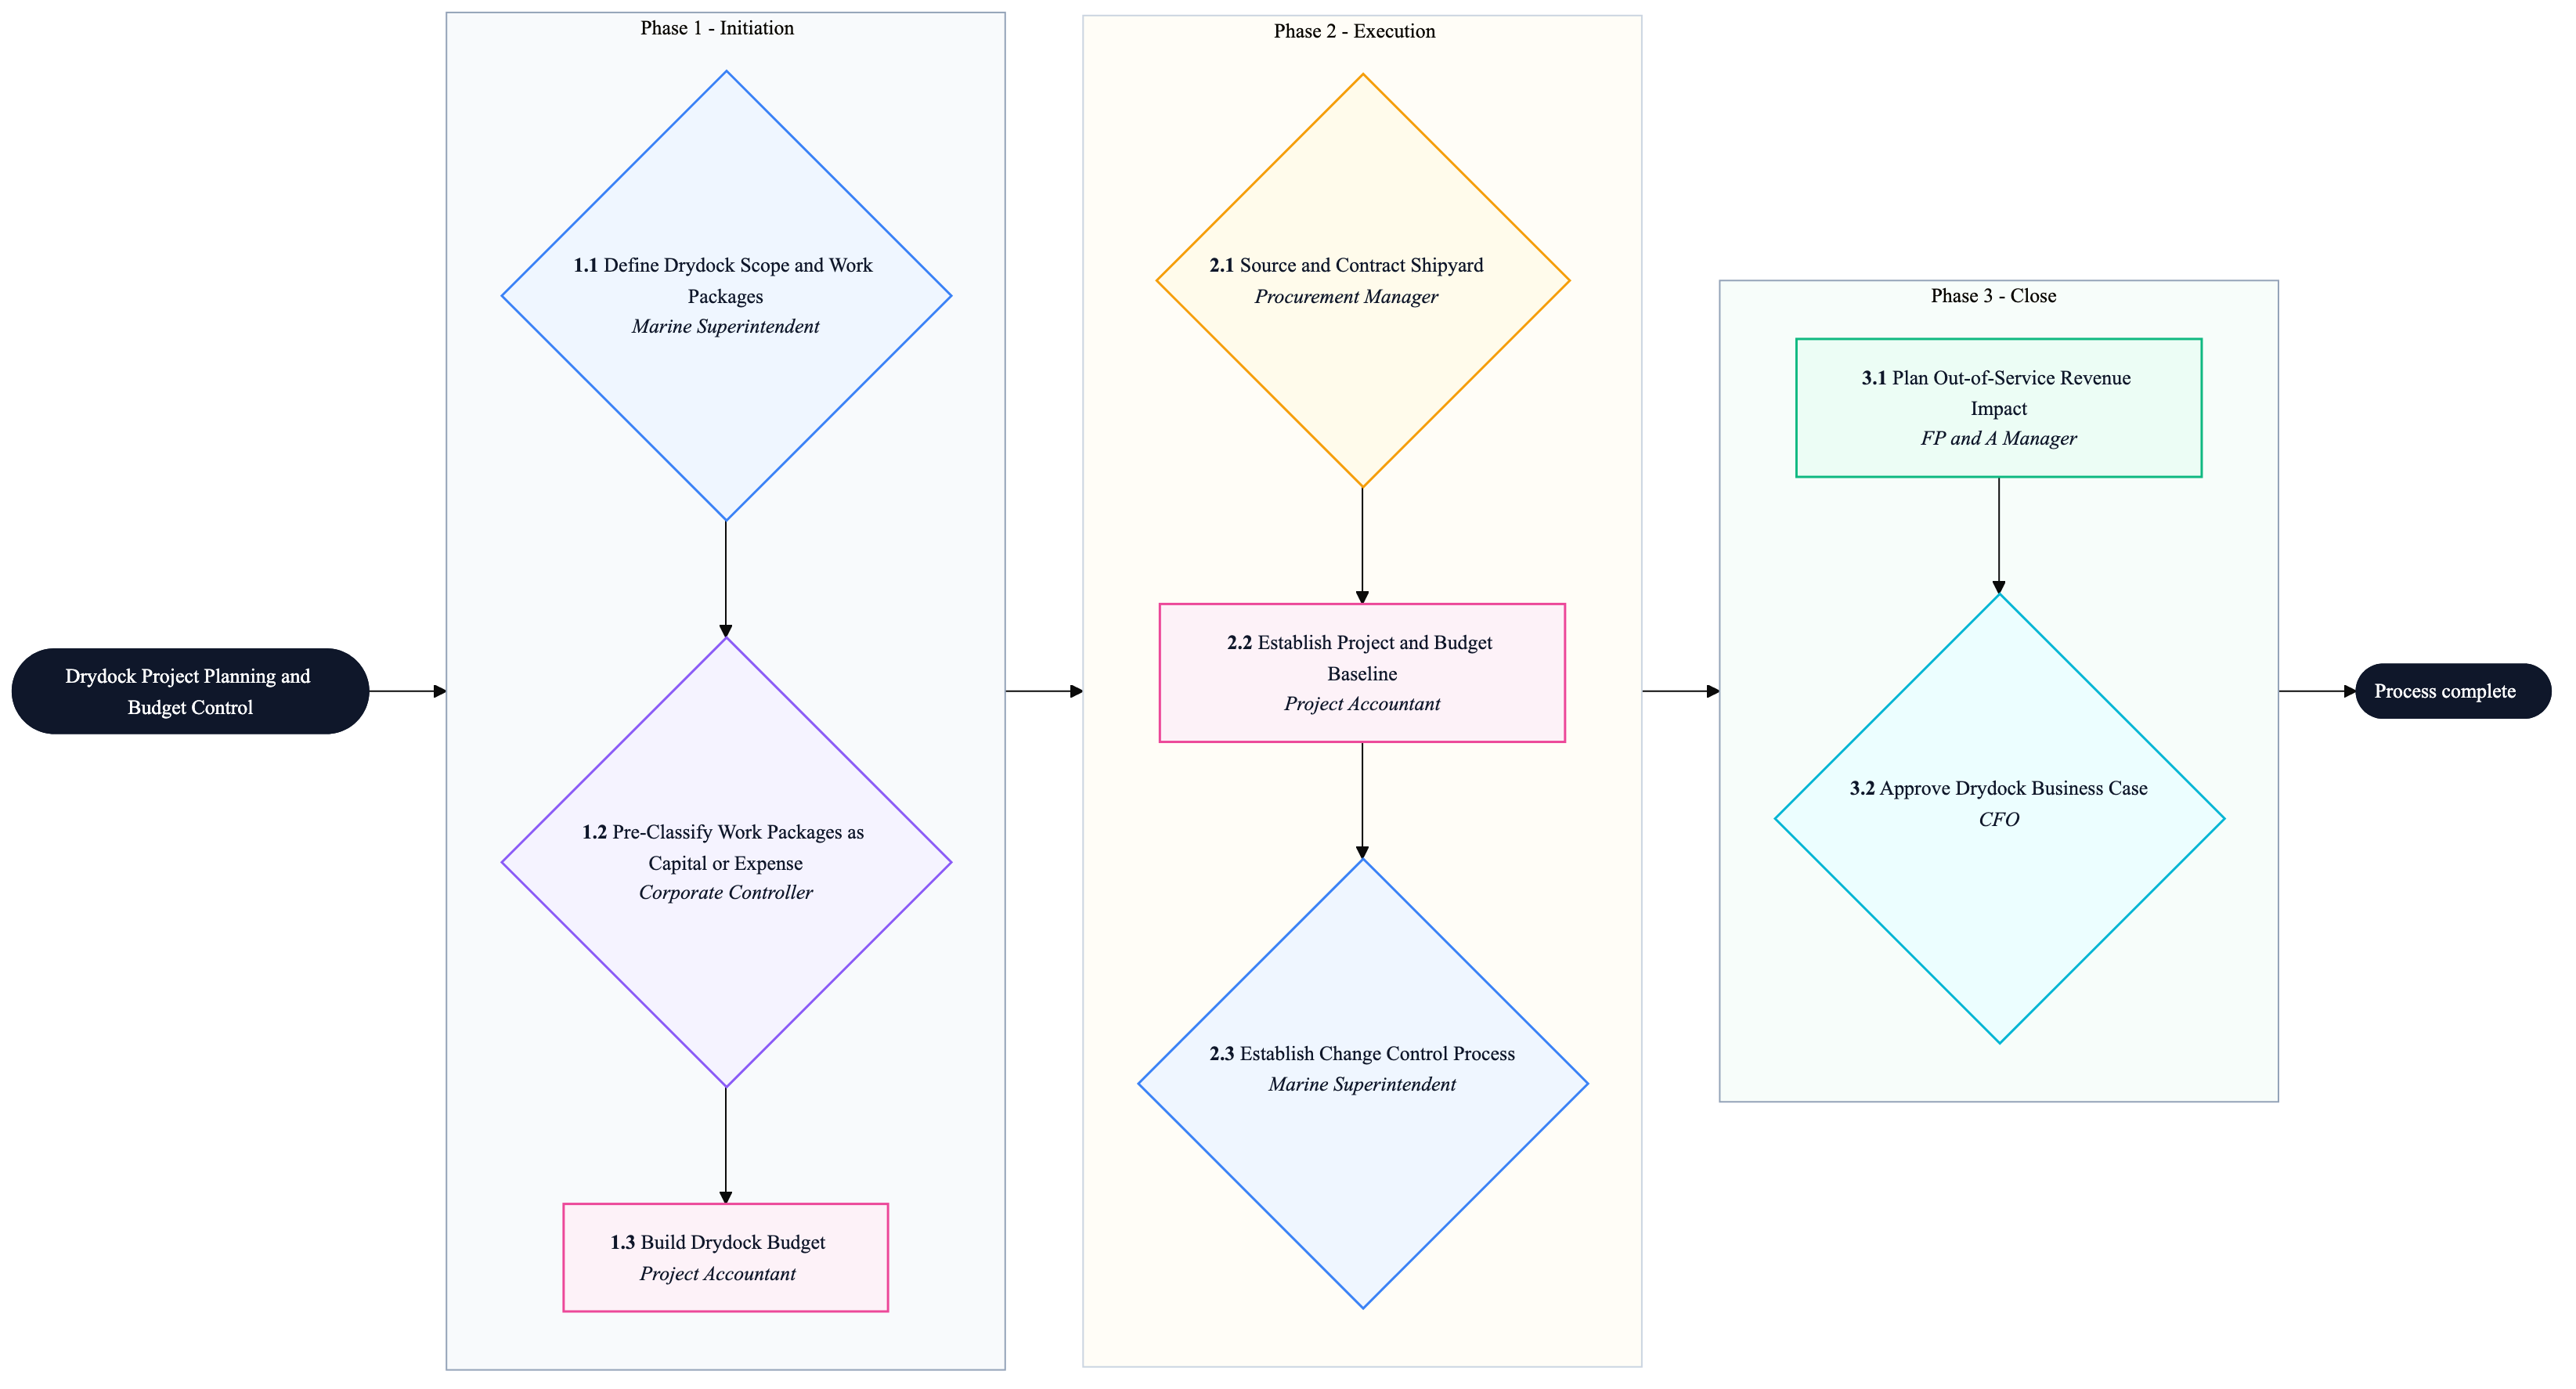 Drydock Project Planning and
Budget Control
Phase 1 - Initiation
1.1 Define Drydock Scope and Work
Packages
Marine Superintendent
1.2 Pre-Classify Work Packages as
Capital or Expense
Corporate Controller
1.3 Build Drydock Budget
Project Accountant
Phase 2 - Execution
2.1 Source and Contract Shipyard
Procurement Manager
2.2 Establish Project and Budget
Baseline
Project Accountant
2.3 Establish Change Control Process
Marine Superintendent
Phase 3 - Close
3.1 Plan Out-of-Service Revenue
Impact
FP and A Manager
3.2 Approve Drydock Business Case
CFO
Process complete